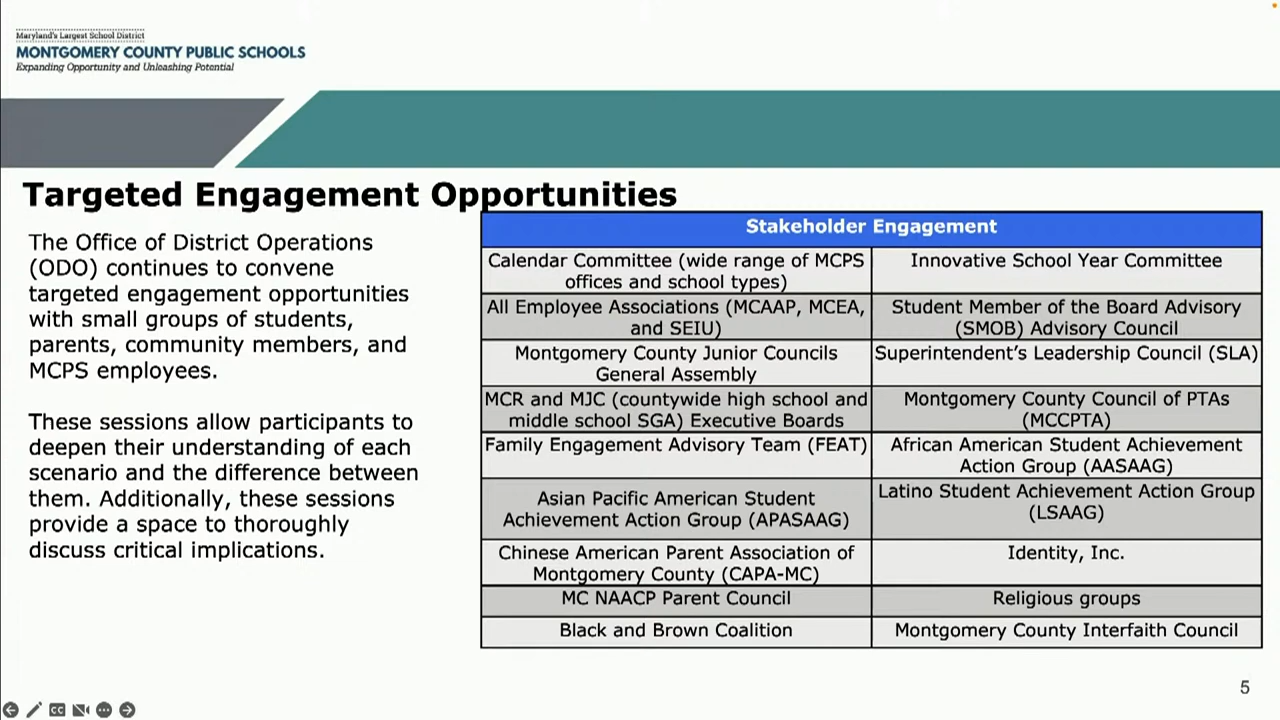 Maryland's Largest School District
MONTGOMERY COUNTY PUBLIC SCHOOLS
Expanding Opportunity and Unleashing Potential
Targeted Engagement Opportunities
The Office of District Operations
(ODO) continues to convene
targeted engagement opportunities
with small groups of students,
parents, community members, and
MCPS employees.
These sessions allow participants to
deepen their understanding of each
scenario and the difference between
them. Additionally, these sessions
provide a space to thoroughly
discuss critical implications.
Stakeholder Engagement
Calendar Committee (wide range of MCPS
offices and school types)
Innovative School Year Committee
All Employee Associations (MCAAP, MCEA,
and SEIU)
Student Member of the Board Advisory
(SMOB) Advisory Council
Montgomery County Junior Councils
General Assembly
Superintendent's Leadership Council (SLA)
MCR and MJC (countywide high school and
middle school SGA) Executive Boards
Montgomery County Council of PTAs
(MCCPTA)
Family Engagement Advisory Team (FEAT)
African American Student Achievement
Action Group (AASAAG)
Asian Pacific American Student
Achievement Action Group (APASAAG)
Latino Student Achievement Action Group
(LSAAG)
Chinese American Parent Association of
Montgomery County (CAPA-MC)
Identity, Inc.
MC NAACP Parent Council
Religious groups
Black and Brown Coalition
Montgomery County Interfaith Council
5
CC